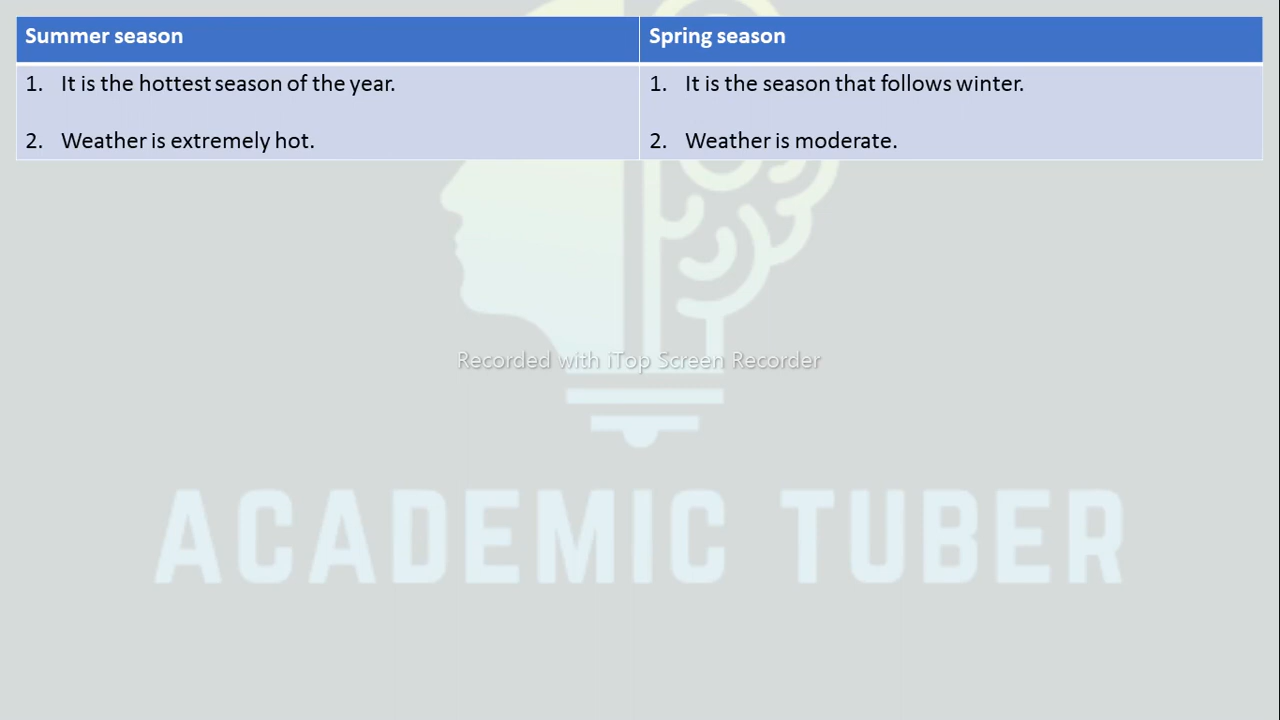 Summer season
Spring season
1. It is the hottest season of the year.
2. Weather is extremely hot.
1. It is the season that follows winter.
2. Weather is moderate.
Recorded with iTop Screen Recorder
ACADEMIC TUBER